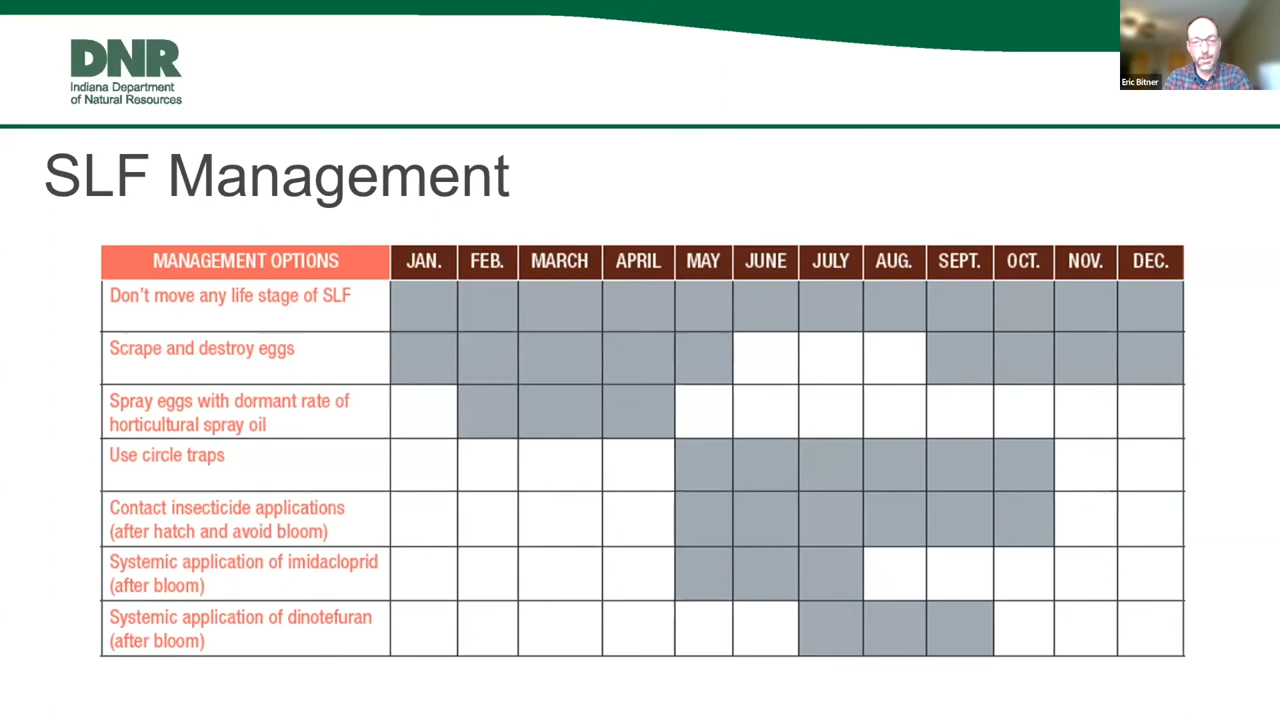 DNR
Indiana Department
of Natural Resources
Eric Bitner
SLF Management
MANAGEMENT OPTIONS JAN. FEB. MARCH APRIL MAY JUNE JULY AUG. SEPT. OCT. NOV. DEC.
Don't move any life stage of SLF
Scrape and destroy eggs
Spray eggs with dormant rate of
horticultural spray oil
Use circle traps
Contact insecticide applications
(after hatch and avoid bloom)
Systemic application of imidacloprid
(after bloom)
Systemic application of dinotefuran
(after bloom)